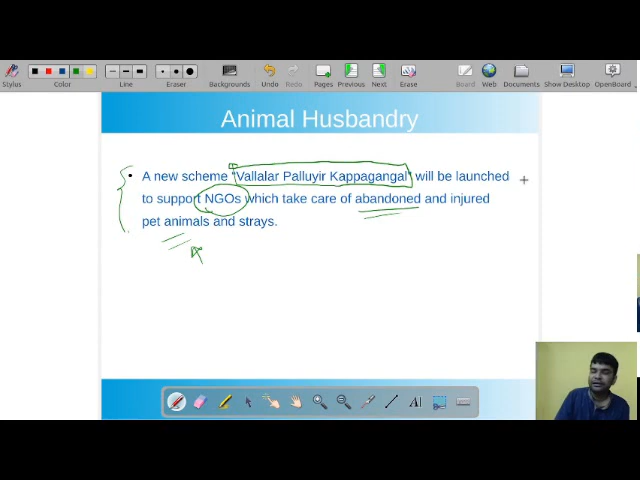 Stylus
Color
Line
Eraser
Backgrounds
Undo
Redo
Pages
Previous
Next
Erase
Board
Web
Documents
Show Desktop
OpenBoard
Animal Husbandry
• A new scheme "Vallalar Palluyir Kappagangal" will be launched
to support NGOs which take care of abandoned and injured
pet animals and strays.